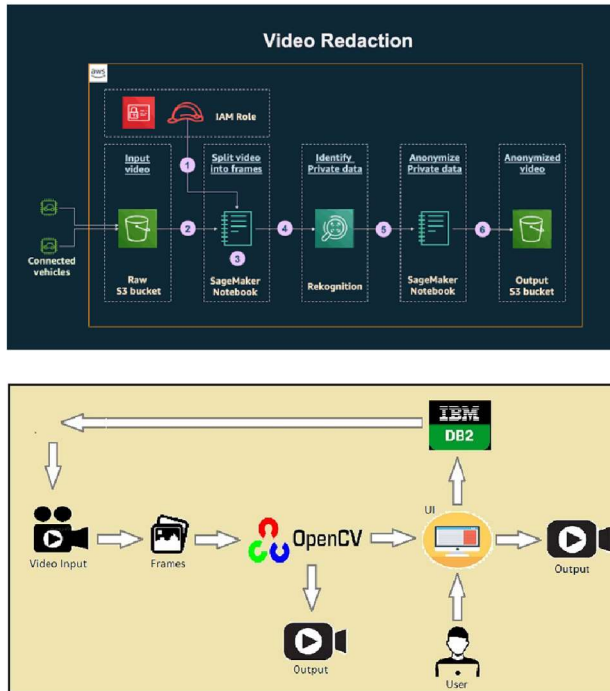 Video Redaction
aws
IAM Role
Input
video
Split video
into frames
Identify
Private data
Anonymize
Private data
Anonymized
video
1
2
3
4
5
6
Connected
vehicles
Raw
S3 bucket
SageMaker
Notebook
Rekognition
SageMaker
Notebook
Output
S3 bucket
IBM
DB2
UI
OpenCV
Video Input
Frames
Output
Output
User